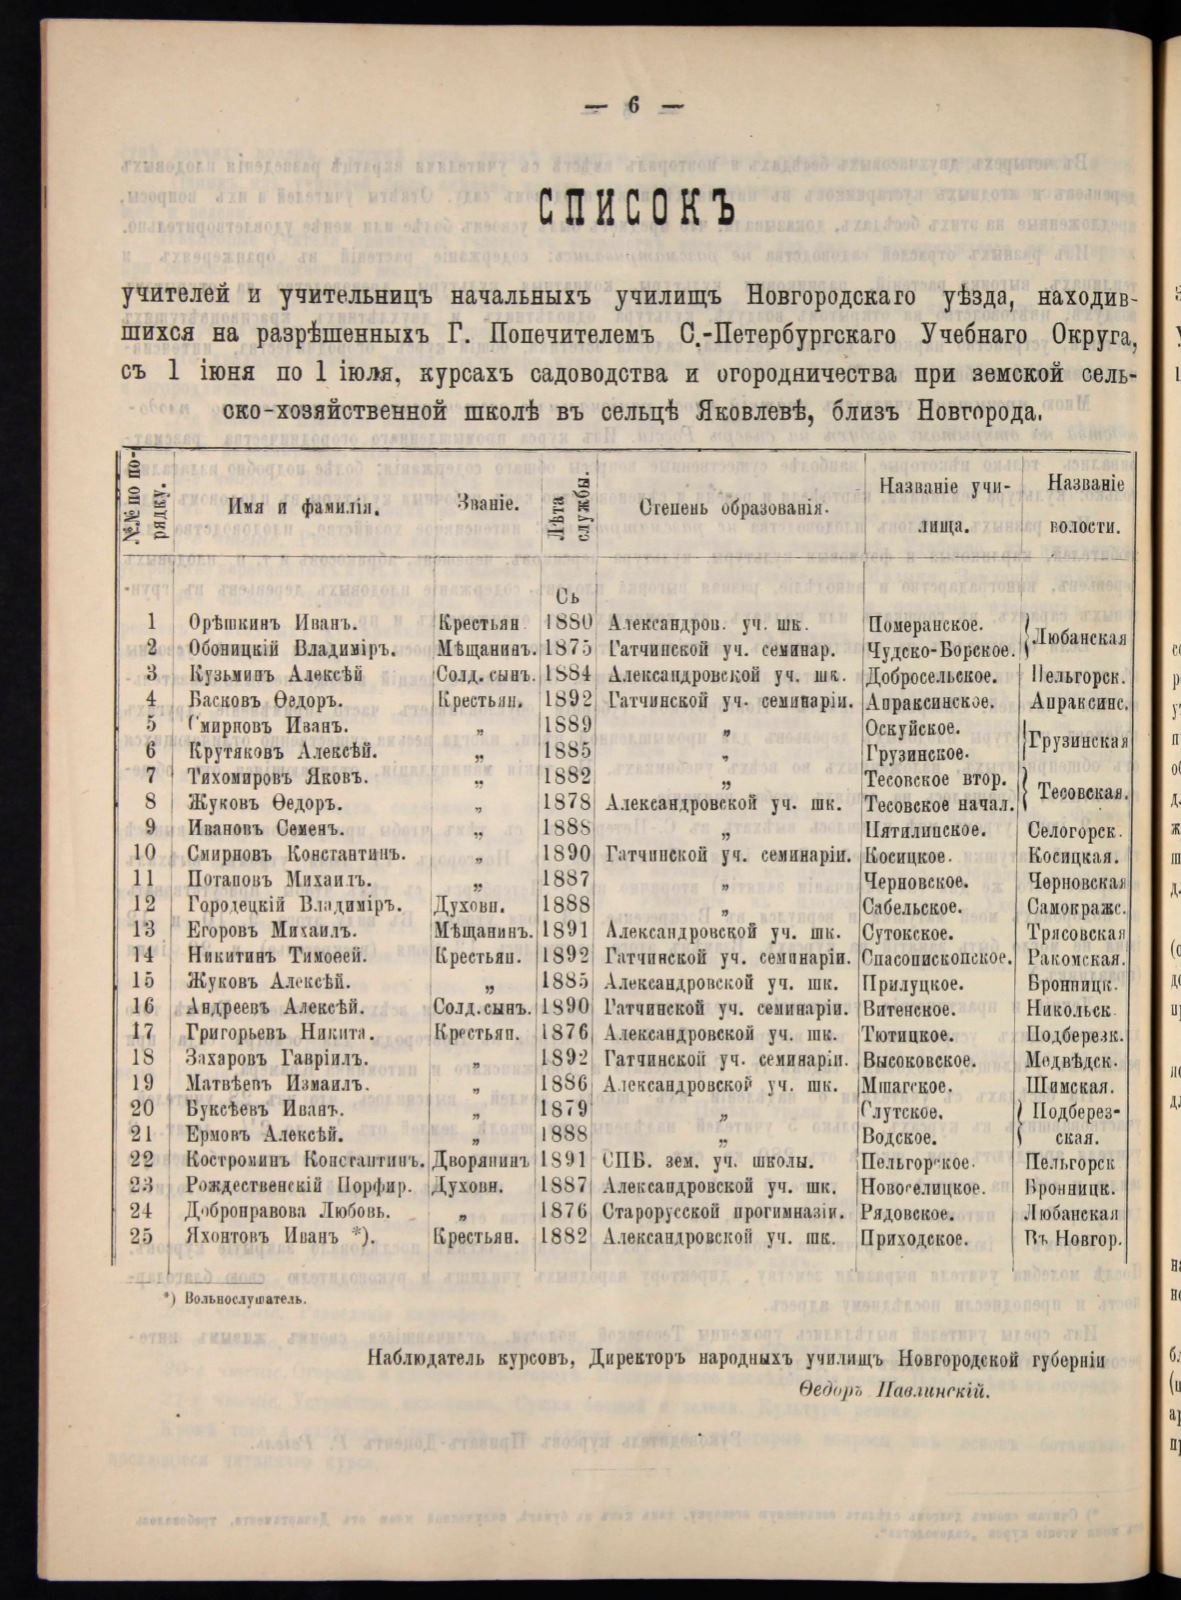 — 6 —
СПИСОКЪ
учителей и учительницъ начальныхъ училищъ Новгородскаго уѣзда, находив-
шихся на разрѣшенныхъ Г. Попечителемъ С.-Петербургскаго Учебнаго Округа,
съ 1 іюня по 1 іюля, курсахъ садоводства и огородничества при земской сель-
ско-хозяйственной школѣ въ сельцѣ Яковлевѣ, близъ Новгорода.
№№ по по-
рядку.
Имя и фамилія.
Званіе.
Лѣта
службы.
Степень образованія.
Названіе учи-
лища.
Названіе
волости.
Съ
1 Орѣшкинъ Иванъ. Крестьян 1880 Александров. уч. шк. Померанское.
} Любанская
2 Обоницкій Владиміръ. Мѣщанинъ. 1875 Гатчинской уч. семинар. Чудско-Борское.
3 Кузьминъ Алексѣй Солд. сынъ. 1884 Александровской уч. шк. Добросельское. Пельгорск.
4 Басковъ Ѳедоръ. Крестьян. 1892 Гатчинской уч. семинаріи. Апраксинское. Апраксинс.
5 Смирновъ Иванъ. „ 1889 „ Оскуйское.
} Грузинская
6 Крутяковъ Алексѣй. „ 1885 „ Грузинское.
7 Тихомировъ Яковъ. „ 1882 „ Тесовское втор.
} Тесовская.
8 Жуковъ Ѳедоръ. „ 1878 Александровской уч. шк. Тесовское начал.
9 Ивановъ Семенъ. „ 1888 „ Пятилипское. Селогорск.
10 Смирновъ Константинъ. „ 1890 Гатчинской уч. семинаріи. Косицкое. Косицкая.
11 Потаповъ Михаилъ. „ 1887 „ Черновское. Черновская
12 Городецкій Владиміръ. Духовн. 1888 „ Сабельское. Самокражс.
13 Егоровъ Михаилъ. Мѣщанинъ. 1891 Александровской уч. шк. Сутокское. Трясовская
14 Никитинъ Тимоѳей. Крестьян. 1892 Гатчинской уч. семинаріи. Спасопископское. Ракомская.
15 Жуковъ Алексѣй. „ 1885 Александровской уч. шк. Прилуцкое. Бронницк.
16 Андреевъ Алексѣй. Солд. сынъ. 1890 Гатчинской уч. семинаріи. Витенское. Никольск.
17 Григорьевъ Никита. Крестьян. 1876 Александровской уч. шк. Тютицкое. Подберезк.
18 Захаровъ Гавріилъ. „ 1892 Гатчинской уч. семинаріи. Высоковское. Медвѣдск.
19 Матвѣевъ Измаилъ. „ 1886 Александровской уч. шк. Мшагское. Шимская.
20 Буксѣевъ Иванъ. „ 1879 „ Глутское. } Подберез-
21 Ермовъ Алексѣй. „ 1888 „ Водское. ская.
22 Костроминъ Константинъ. Дворянинъ 1891 СПБ. зем. уч. школы. Пельгорское. Пельгорск
23 Рождественскій Порфир. Духовн. 1887 Александровской уч. шк. Новоселицкое. Бронницк.
24 Добронравова Любовь. „ 1876 Старорусской прогимназіи. Рядовское. Любанская
25 Яхонтовъ Иванъ *). Крестьян. 1882 Александровской уч. шк. Приходское. Въ Новгор.
*) Вольнослушатель.
Наблюдатель курсовъ, Директоръ народныхъ училищъ Новгородской губерніи
Ѳедоръ Павлинскій.